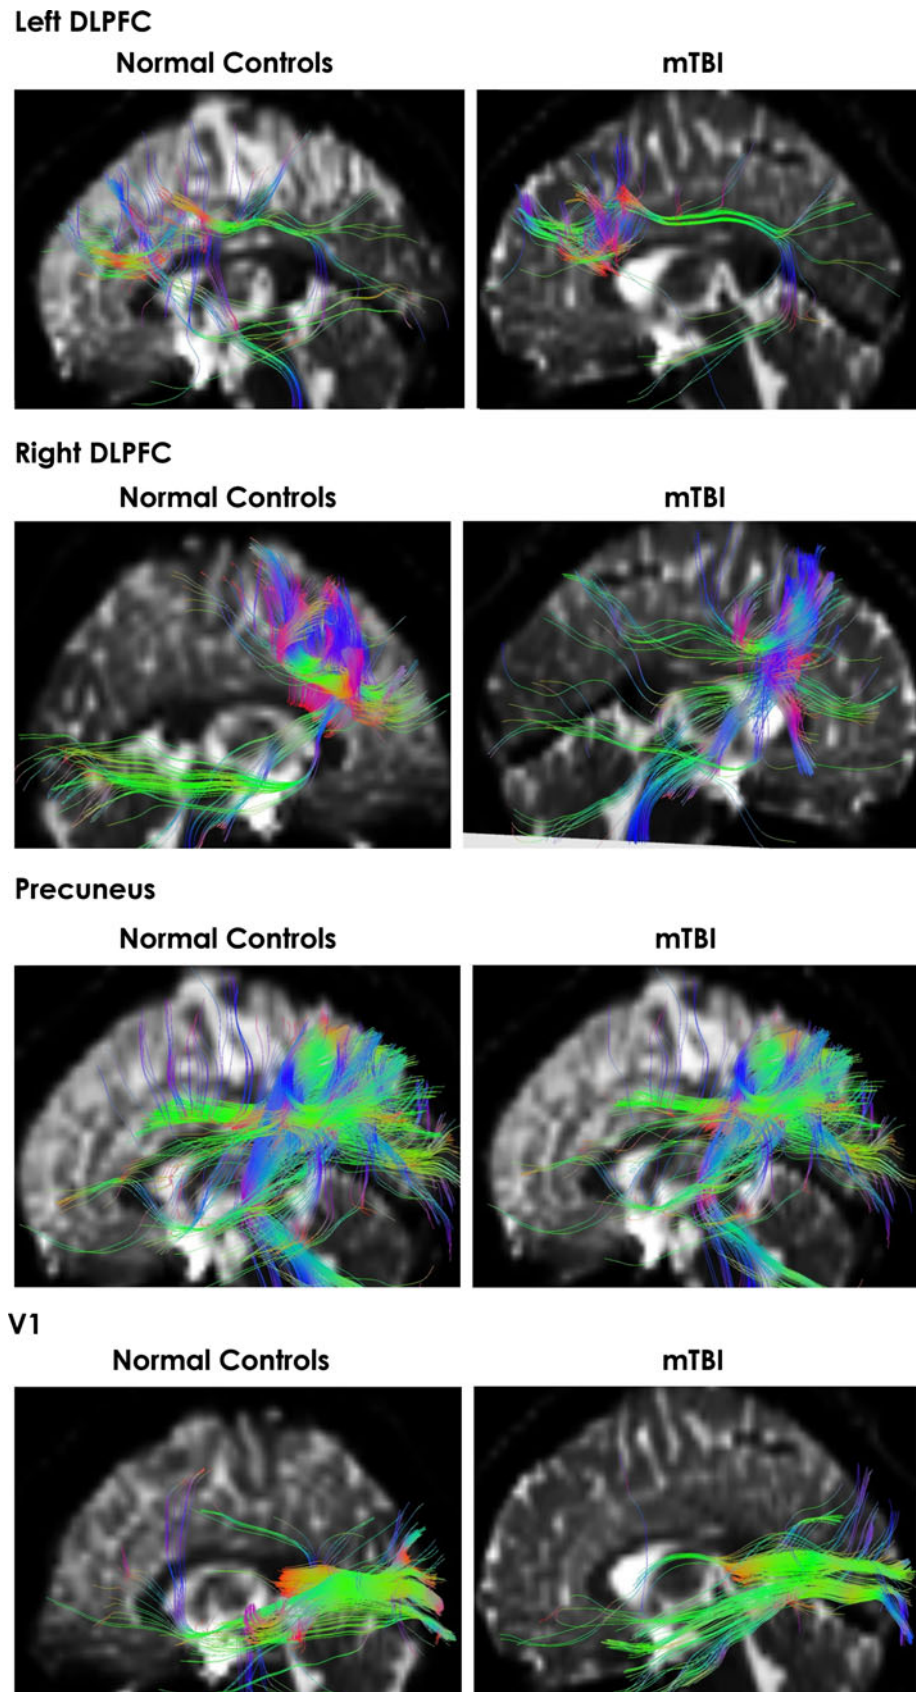 Left DLPFC
Normal Controls mTBI
Right DLPFC
Normal Controls mTBI
Precuneus
Normal Controls mTBI
V1
Normal Controls mTBI